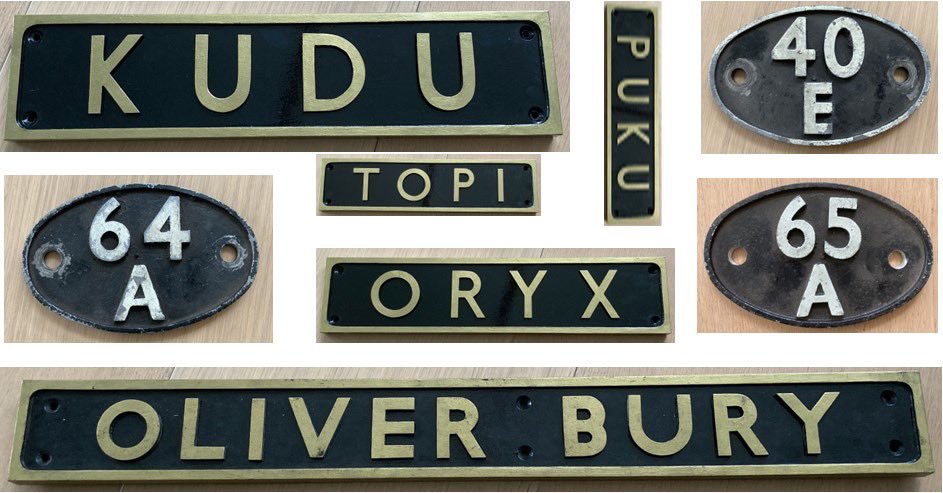 KUDU
PUKU
40
E
TOPI
64
A
ORYX
65
A
OLIVER BURY